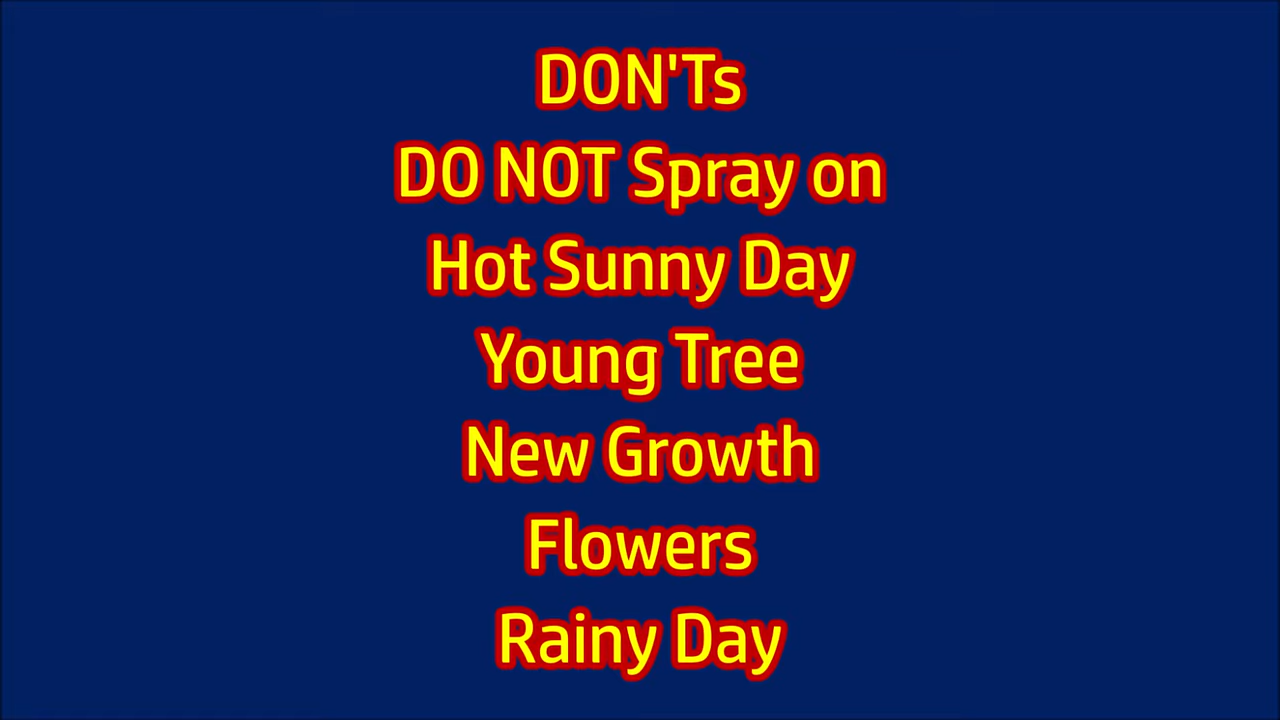 DON'Ts
DO NOT Spray on
Hot Sunny Day
Young Tree
New Growth
Flowers
Rainy Day